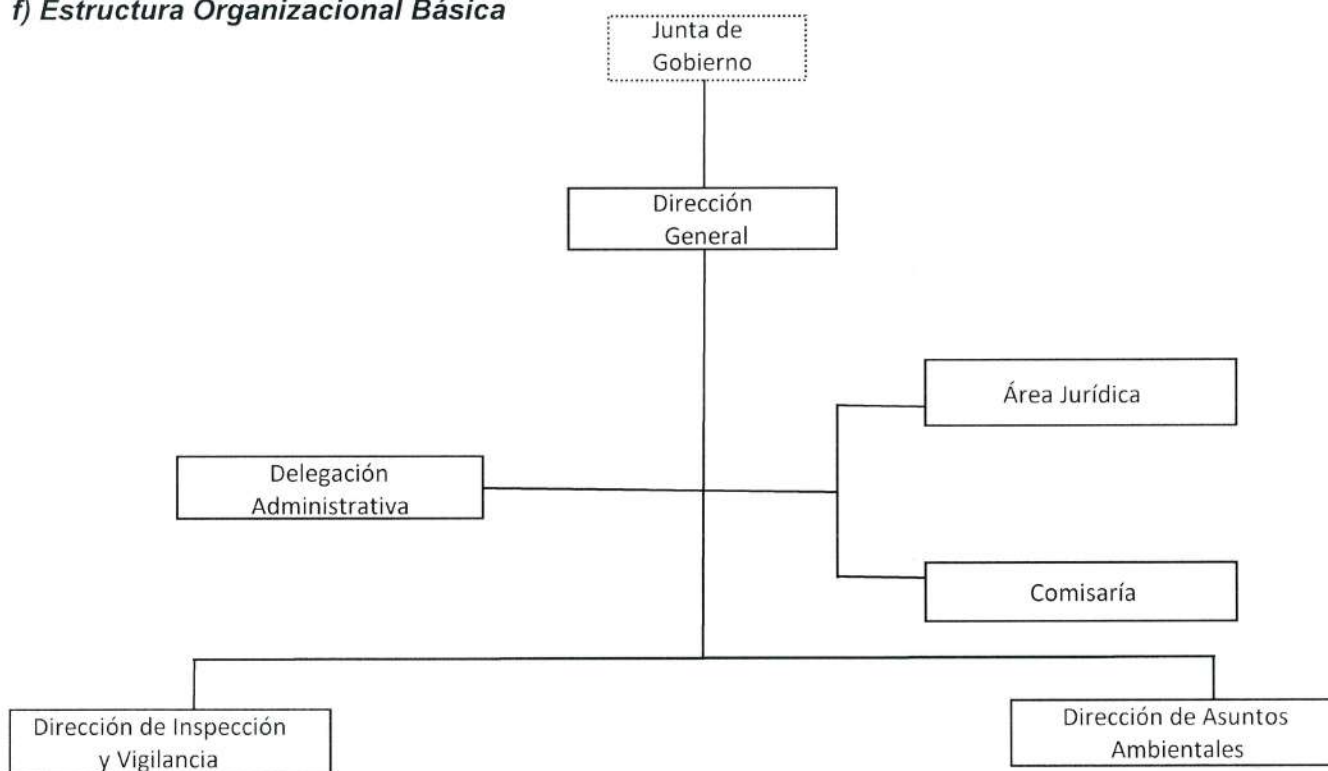 f) Estructura Organizacional Básica
Junta de
Gobierno
Dirección
General
Área Jurídica
Delegación
Administrativa
Comisaría
Dirección de Inspección
y Vigilancia
Dirección de Asuntos
Ambientales